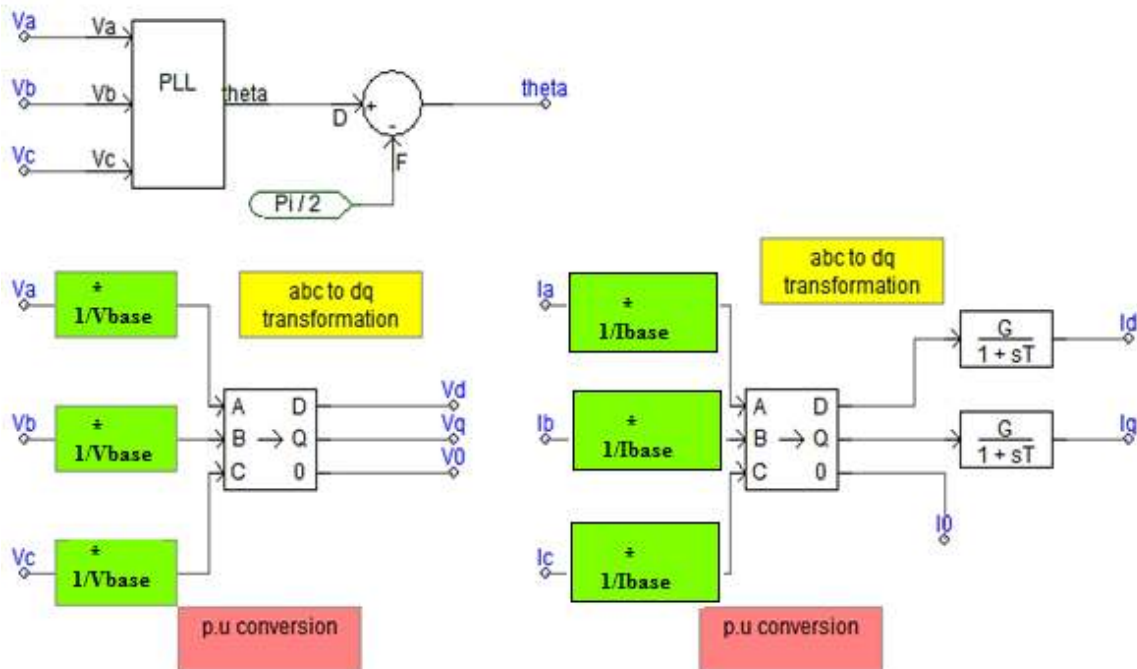 Va
Va
Vb
Vb
Vc
Vc
PLL
theta
D
+
-
F
theta
Pi / 2
Va
*
1/Vbase
abc to dq
transformation
Vb
*
1/Vbase
Vc
*
1/Vbase
A
B
C
D
Q
0
Vd
Vq
V0
p.u conversion
Ia
*
1/Ibase
abc to dq
transformation
Ib
*
1/Ibase
Ic
*
1/Ibase
A
B
C
D
Q
0
G
1 + sT
Id
G
1 + sT
Iq
I0
p.u conversion